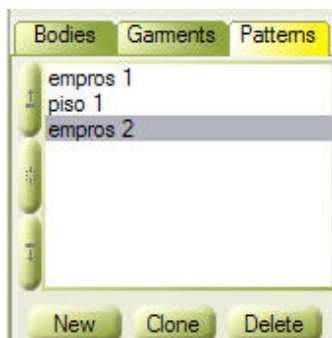 Bodies Garments Patterns
empros 1
piso 1
empros 2
New Clone Delete